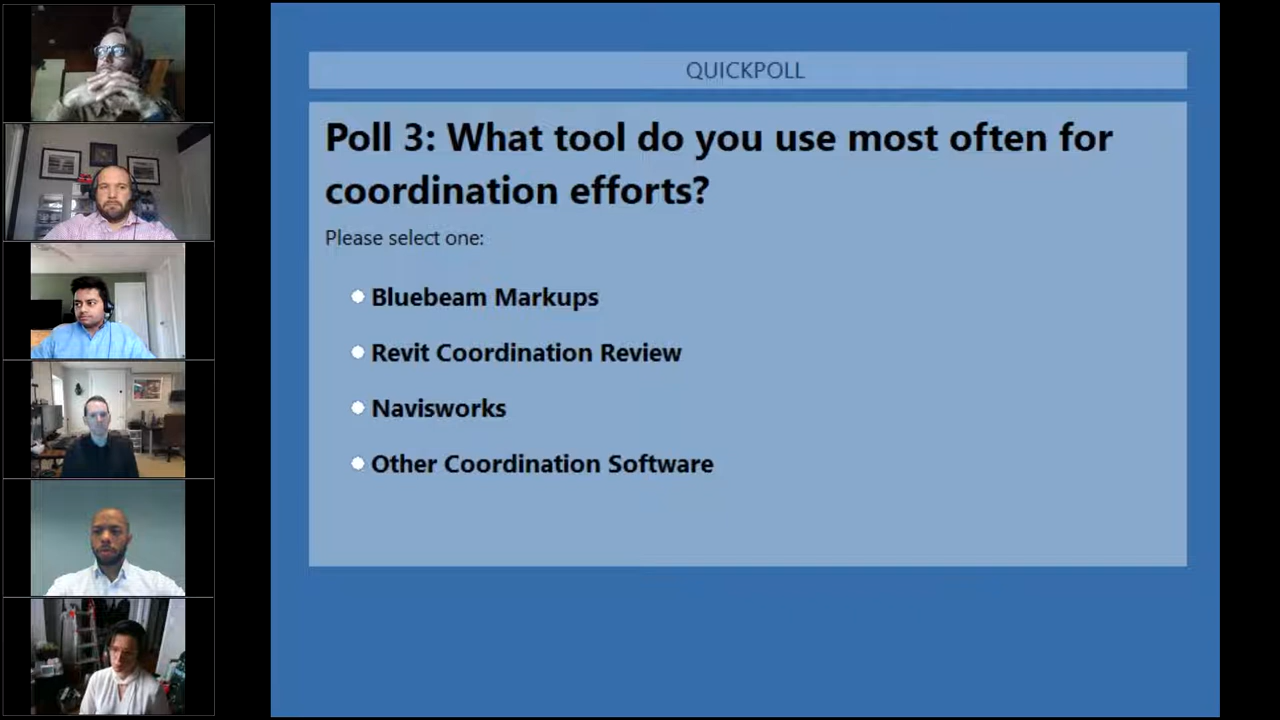 QUICKPOLL
Poll 3: What tool do you use most often for
coordination efforts?
Please select one:
Bluebeam Markups
Revit Coordination Review
Navisworks
Other Coordination Software